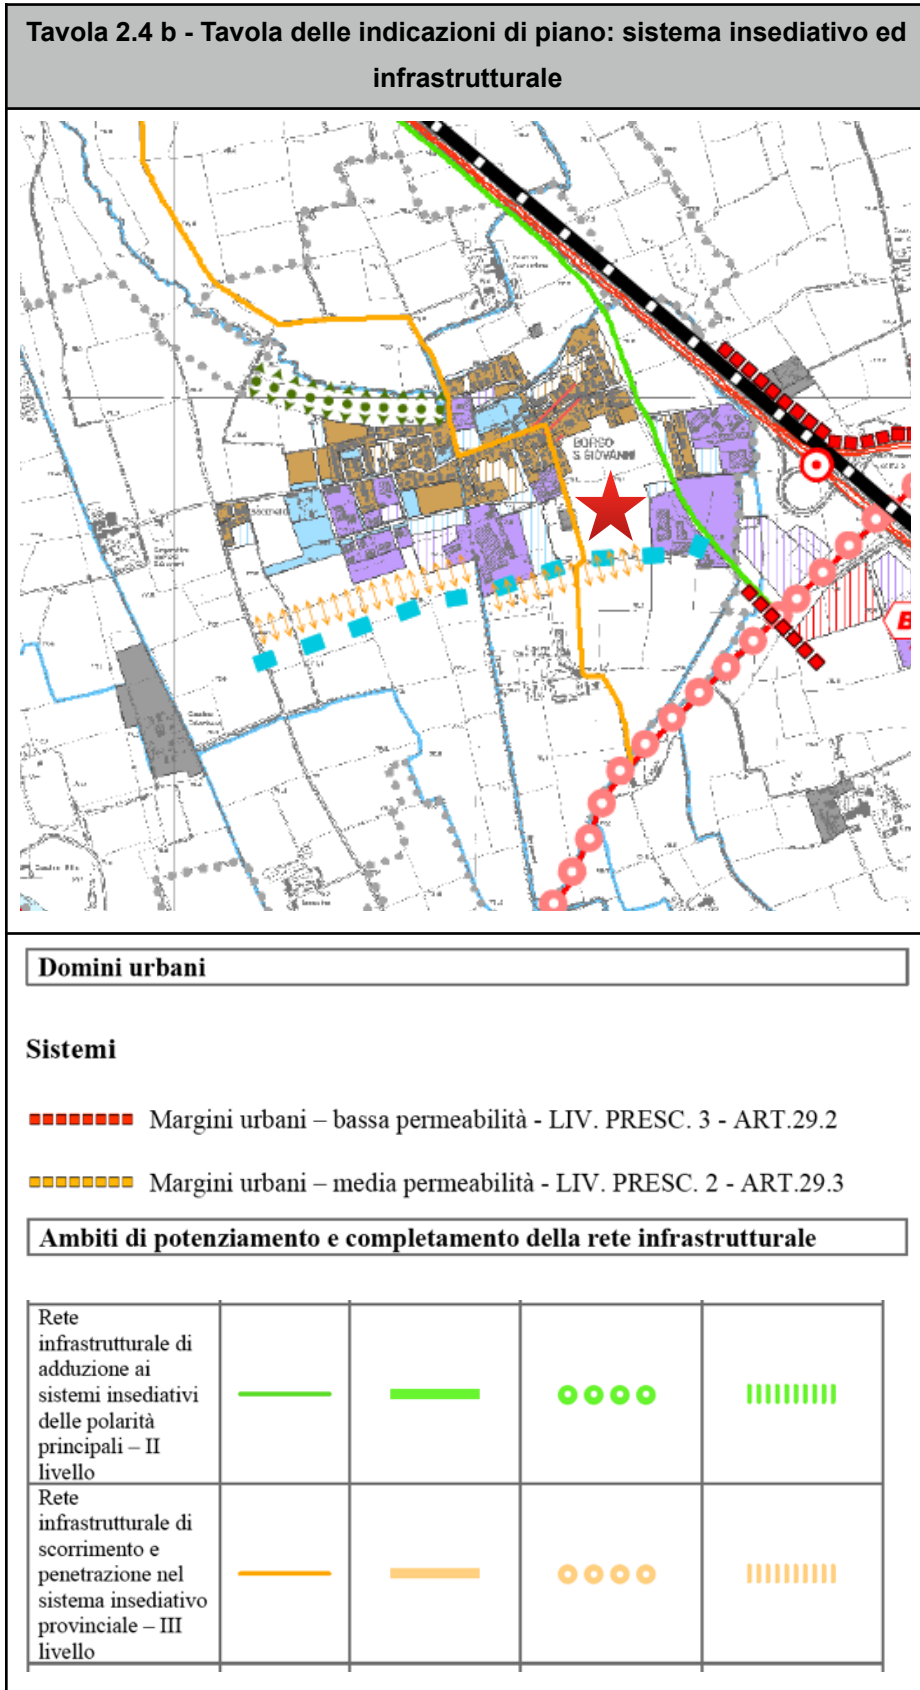 Tavola 2.4 b - Tavola delle indicazioni di piano: sistema insediativo ed
infrastrutturale
BORGO
S. GIOVANNI
B
Domini urbani
Sistemi
Margini urbani – bassa permeabilità - LIV. PRESC. 3 - ART.29.2
Margini urbani – media permeabilità - LIV. PRESC. 2 - ART.29.3
Ambiti di potenziamento e completamento della rete infrastrutturale
Rete
infrastrutturale di
adduzione ai
sistemi insediativi
delle polarità
principali – II
livello
Rete
infrastrutturale di
scorrimento e
penetrazione nel
sistema insediativo
provinciale – III
livello